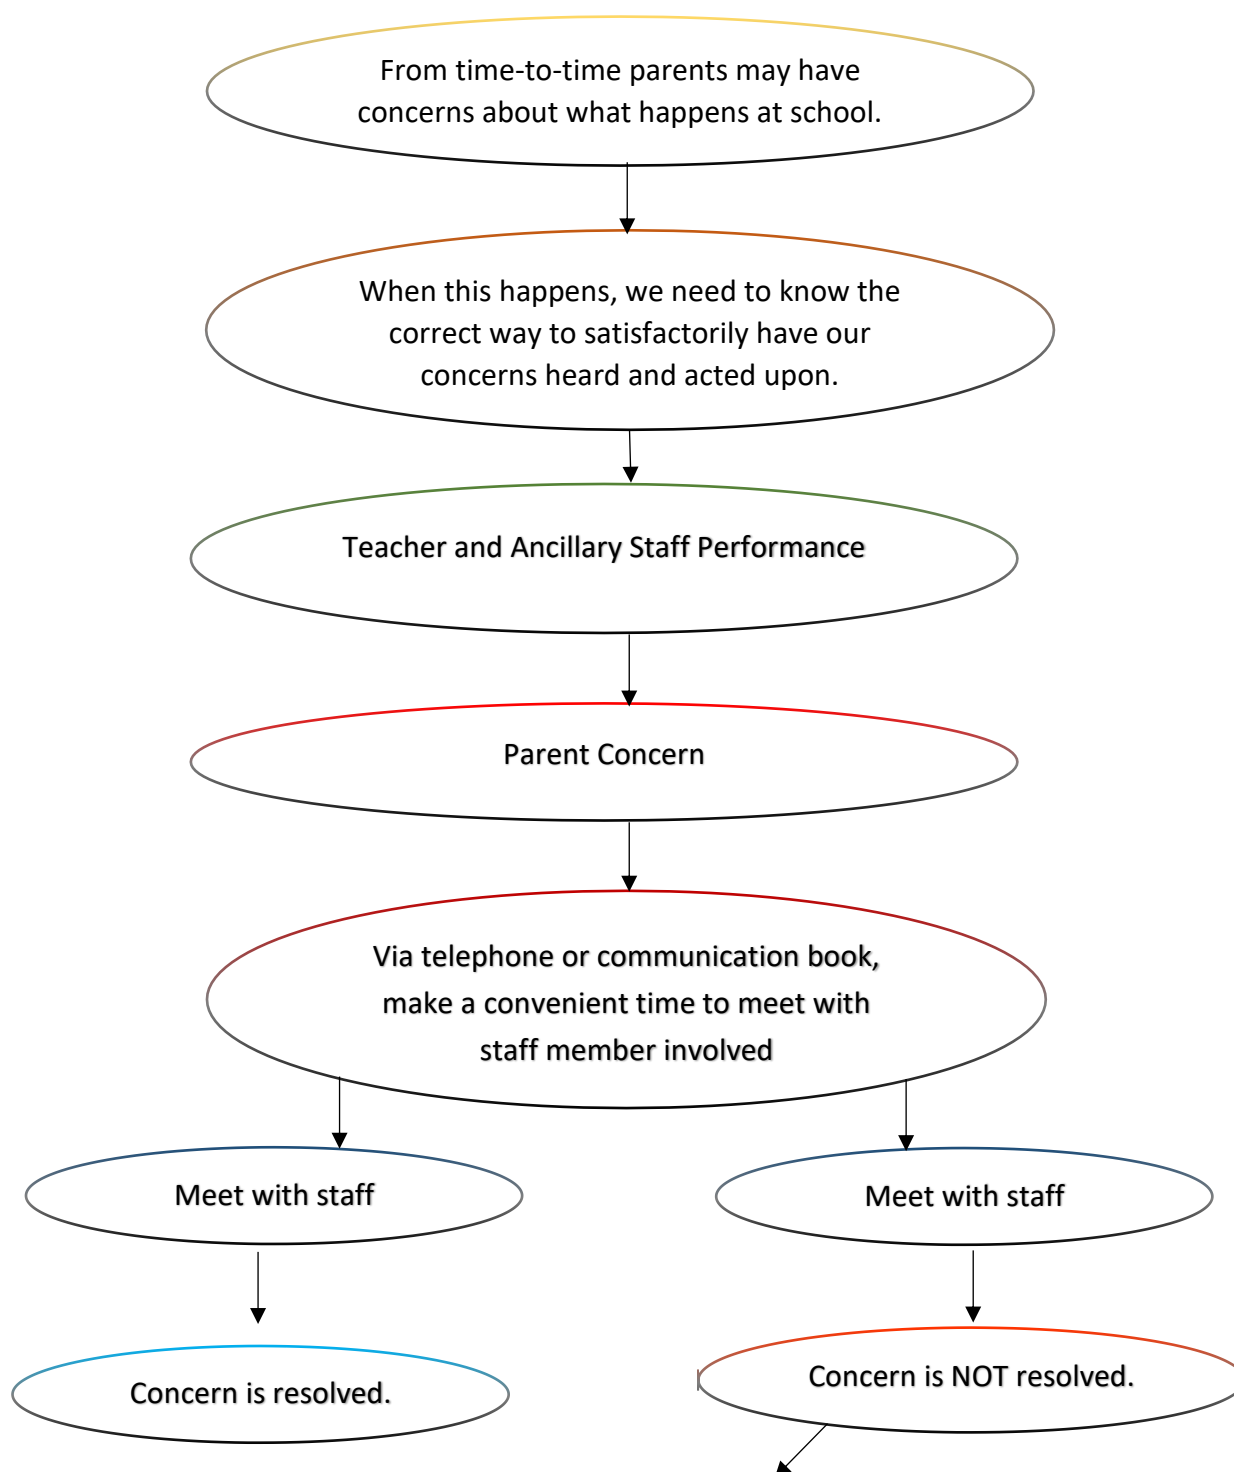 From time-to-time parents may have
concerns about what happens at school.
When this happens, we need to know the
correct way to satisfactorily have our
concerns heard and acted upon.
Teacher and Ancillary Staff Performance
Parent Concern
Via telephone or communication book,
make a convenient time to meet with
staff member involved
Meet with staff
Meet with staff
Concern is resolved.
Concern is NOT resolved.